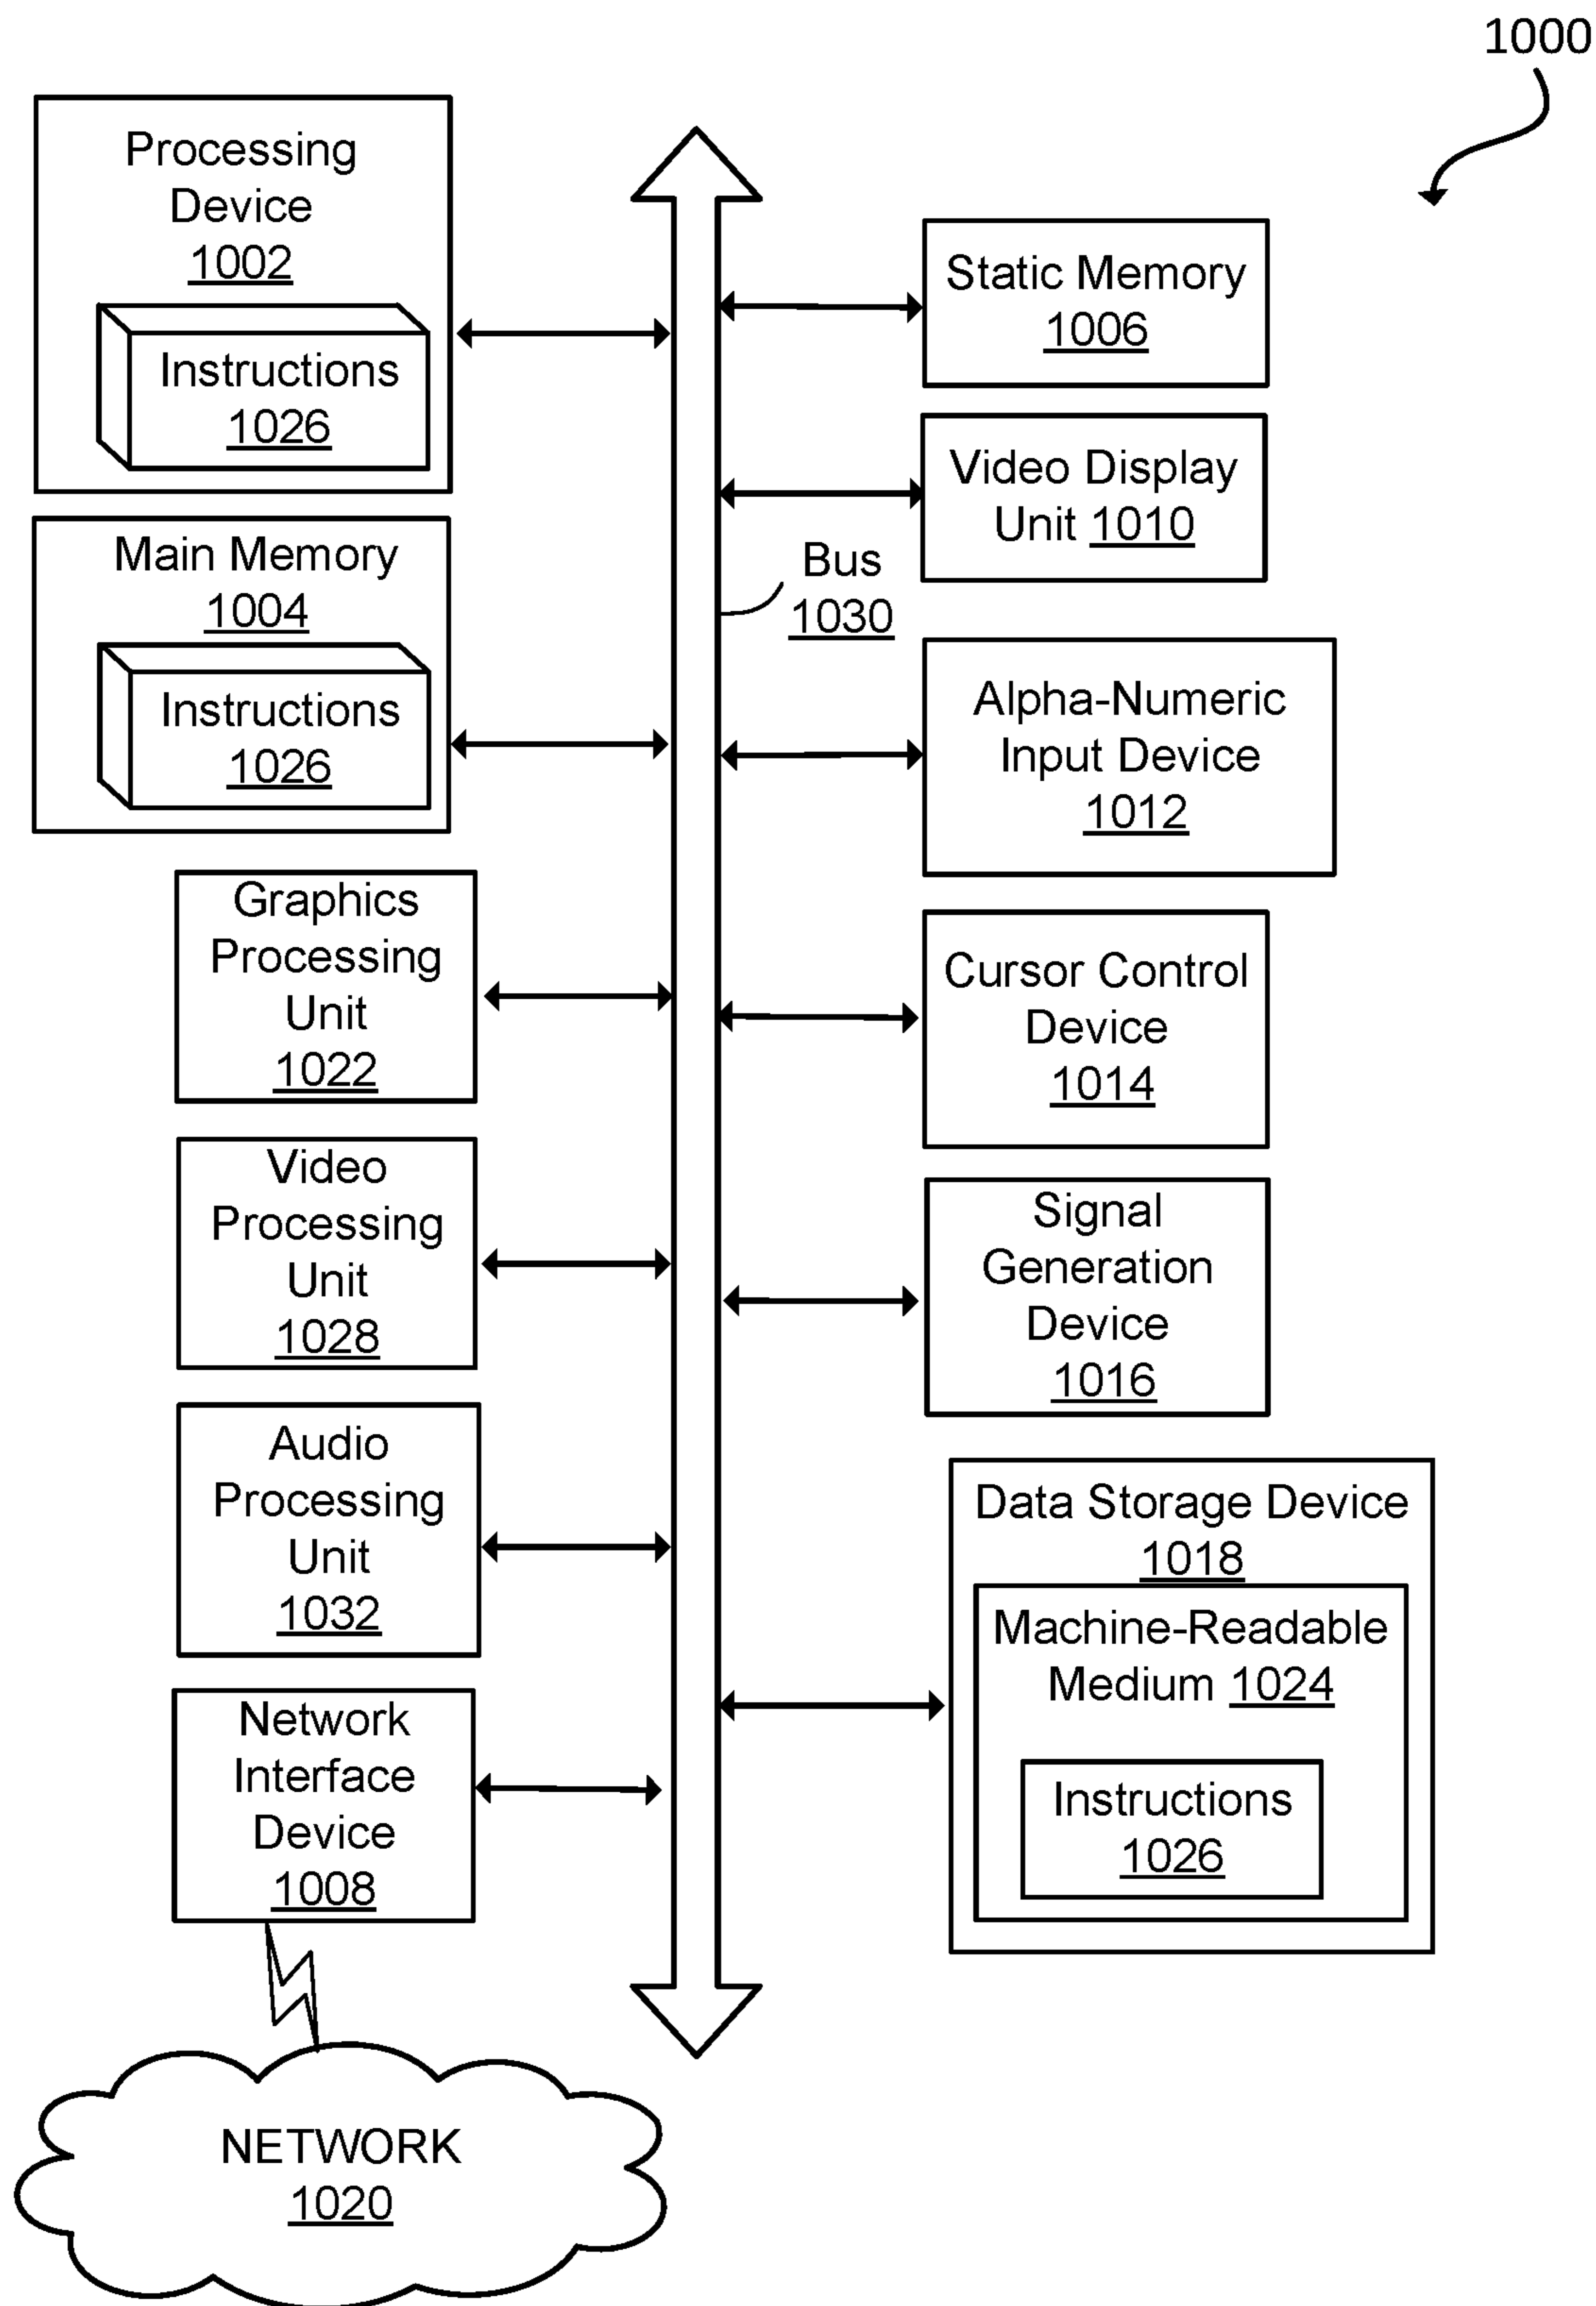 1000
Processing
Device
1002
Instructions
1026
Main Memory
1004
Instructions
1026
Graphics
Processing
Unit
1022
Video
Processing
Unit
1028
Audio
Processing
Unit
1032
Network
Interface
Device
1008
NETWORK
1020
Bus
1030
Static Memory
1006
Video Display
Unit 1010
Alpha-Numeric
Input Device
1012
Cursor Control
Device
1014
Signal
Generation
Device
1016
Data Storage Device
1018
Machine-Readable
Medium 1024
Instructions
1026